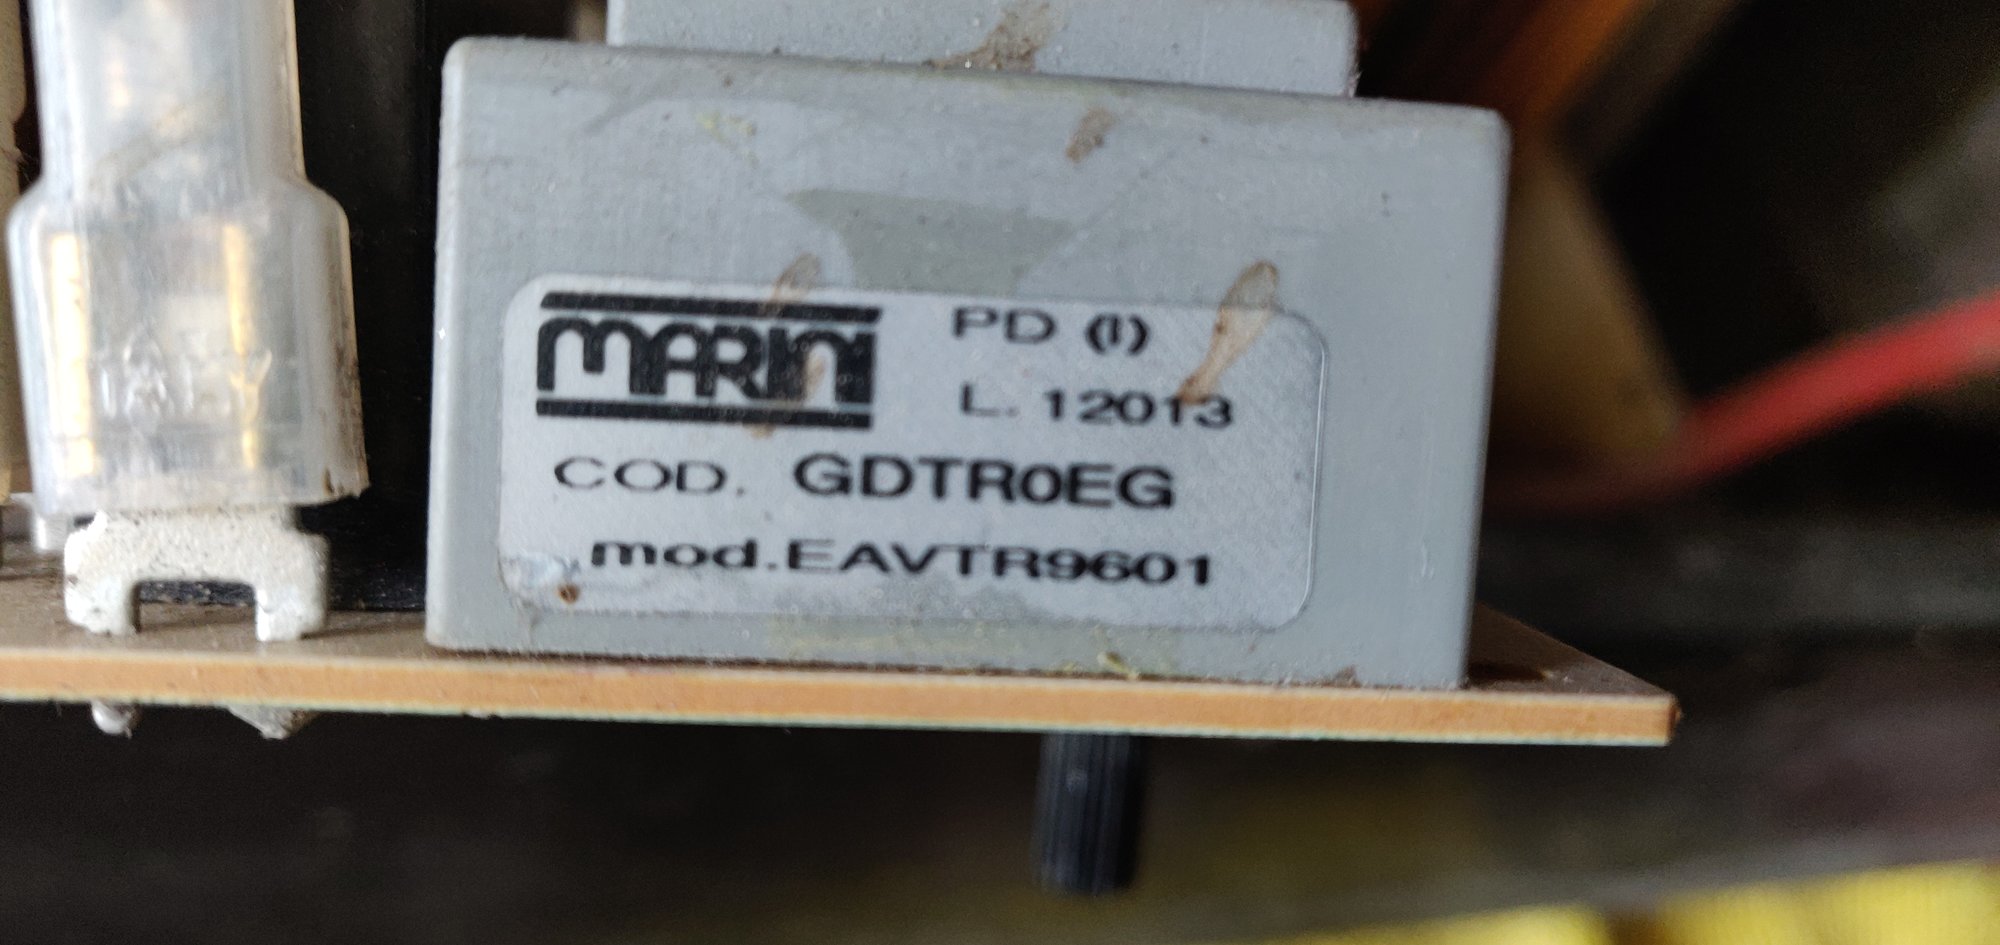 MARINI
PD (I)
L. 12013
COD. GDTR0EG
mod.EAVTR9601